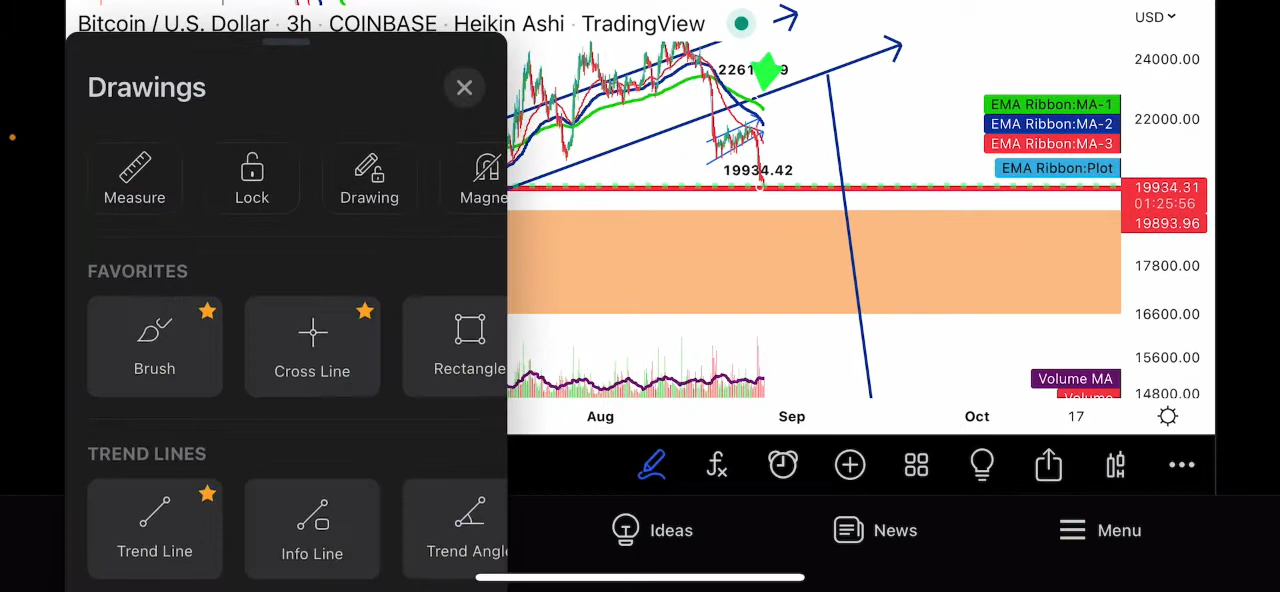 Bitcoin / U.S. Dollar · 3h · COINBASE · Heikin Ashi · TradingView
USD
Drawings
Measure
Lock
Drawing
Magne
FAVORITES
Brush
Cross Line
Rectangle
TREND LINES
Trend Line
Info Line
Trend Angle
19934.42
24000.00
EMA Ribbon:MA-1
22000.00
EMA Ribbon:MA-2
EMA Ribbon:MA-3
EMA Ribbon:Plot
19934.31
01:25:56
19893.96
17800.00
16600.00
15600.00
Volume MA
14800.00
Volume
Aug
Sep
Oct
17
Ideas
News
Menu